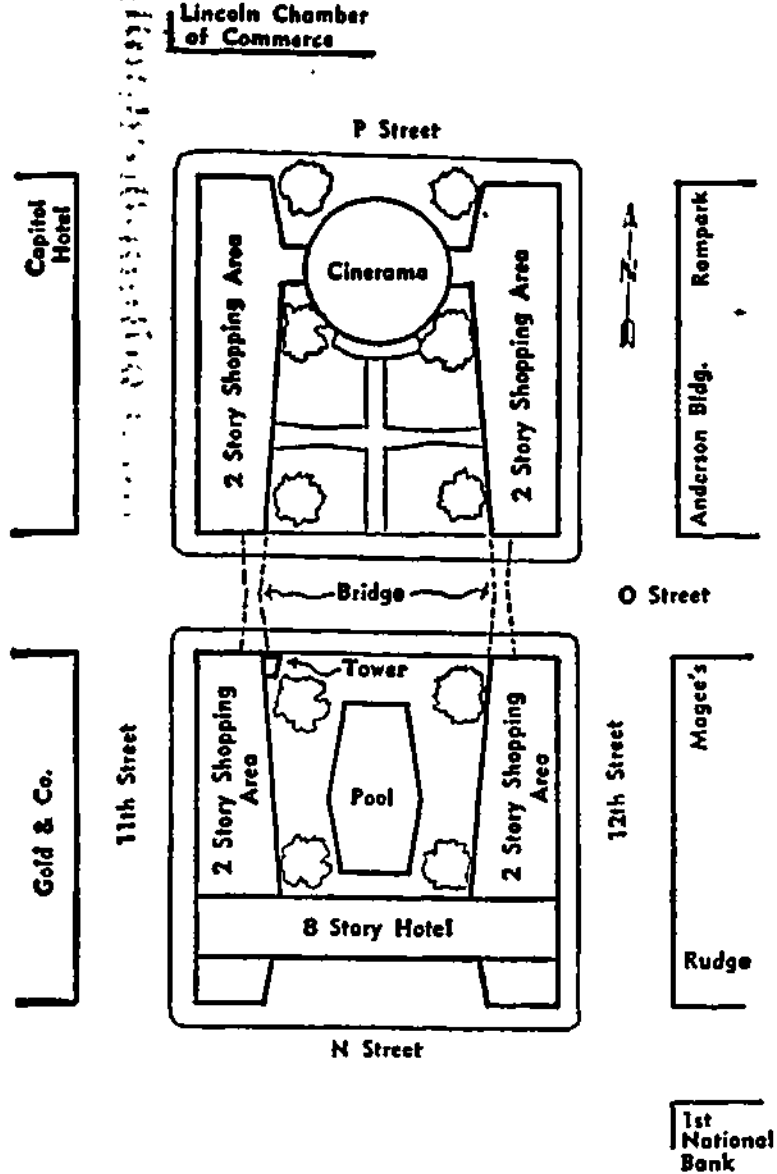 Lincoln Chamber
of Commerce
P Street
Capitol
Hotel
2 Story Shopping Area
Cinerama
2 Story Shopping Area
N
Rampark
Anderson Bldg.
Bridge
O Street
Tower
Gold & Co.
11th Street
2 Story Shopping
Area
Pool
2 Story Shopping
Area
12th Street
Magee's
8 Story Hotel
Rudge
N Street
1st
National
Bank